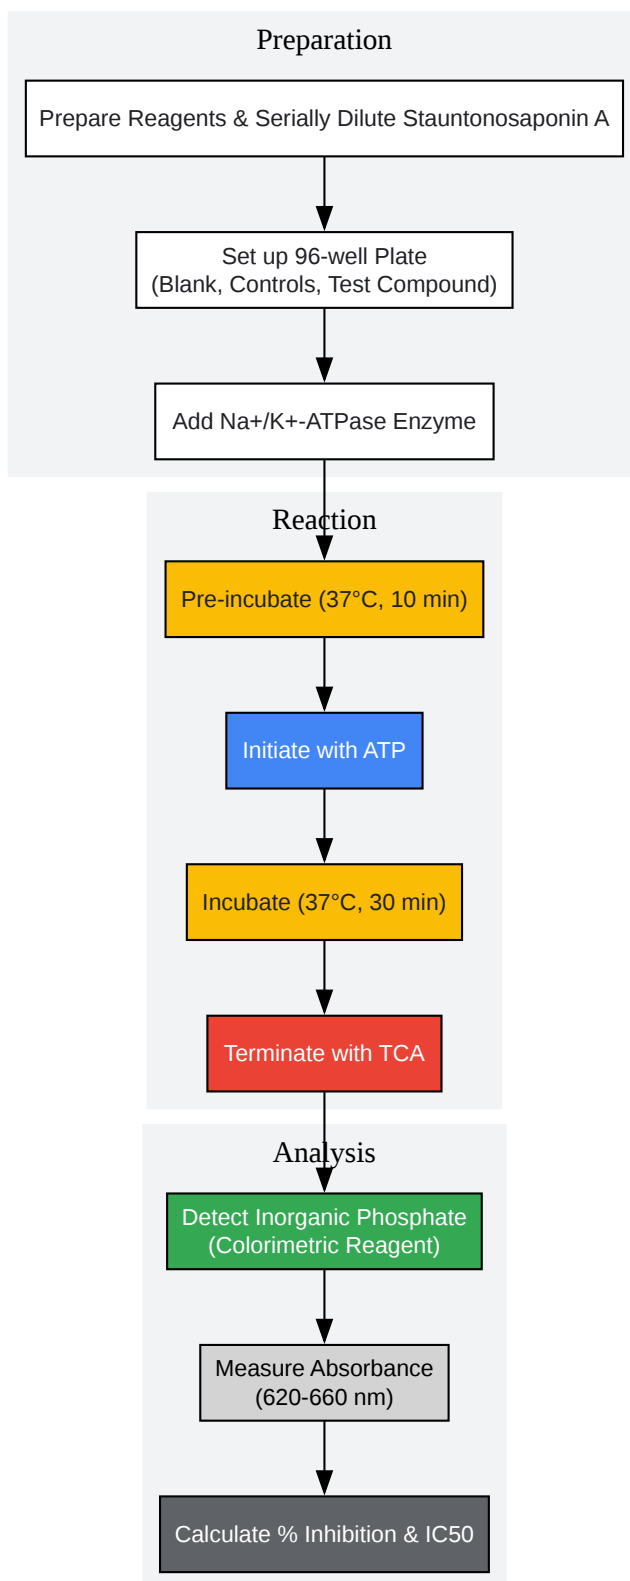 Preparation
Prepare Reagents & Serially Dilute Stauntonosaponin A
Set up 96-well Plate
(Blank, Controls, Test Compound)
Add Na+/K+-ATPase Enzyme
Reaction
Pre-incubate (37°C, 10 min)
Initiate with ATP
Incubate (37°C, 30 min)
Terminate with TCA
Analysis
Detect Inorganic Phosphate
(Colorimetric Reagent)
Measure Absorbance
(620-660 nm)
Calculate % Inhibition & IC50